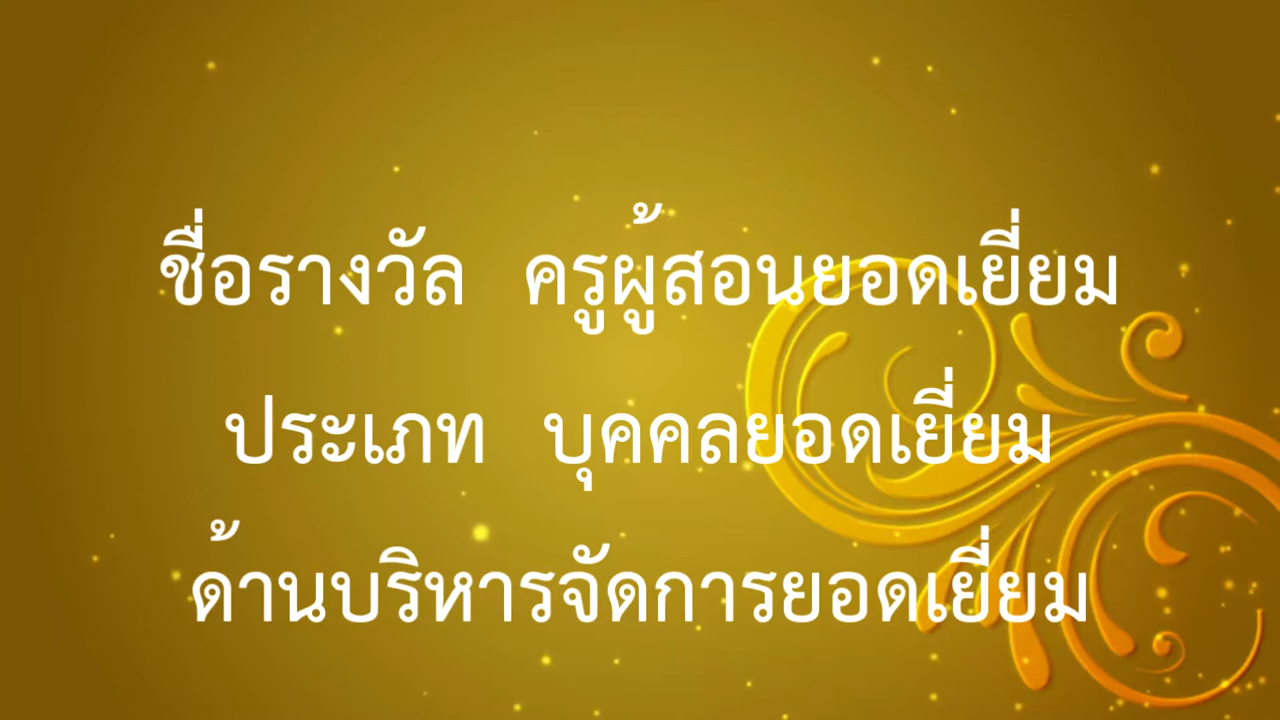 ชื่อรางวัล ครูผู้สอนยอดเยี่ยม
ประเภท บุคคลยอดเยี่ยม
ด้านบริหารจัดการยอดเยี่ยม